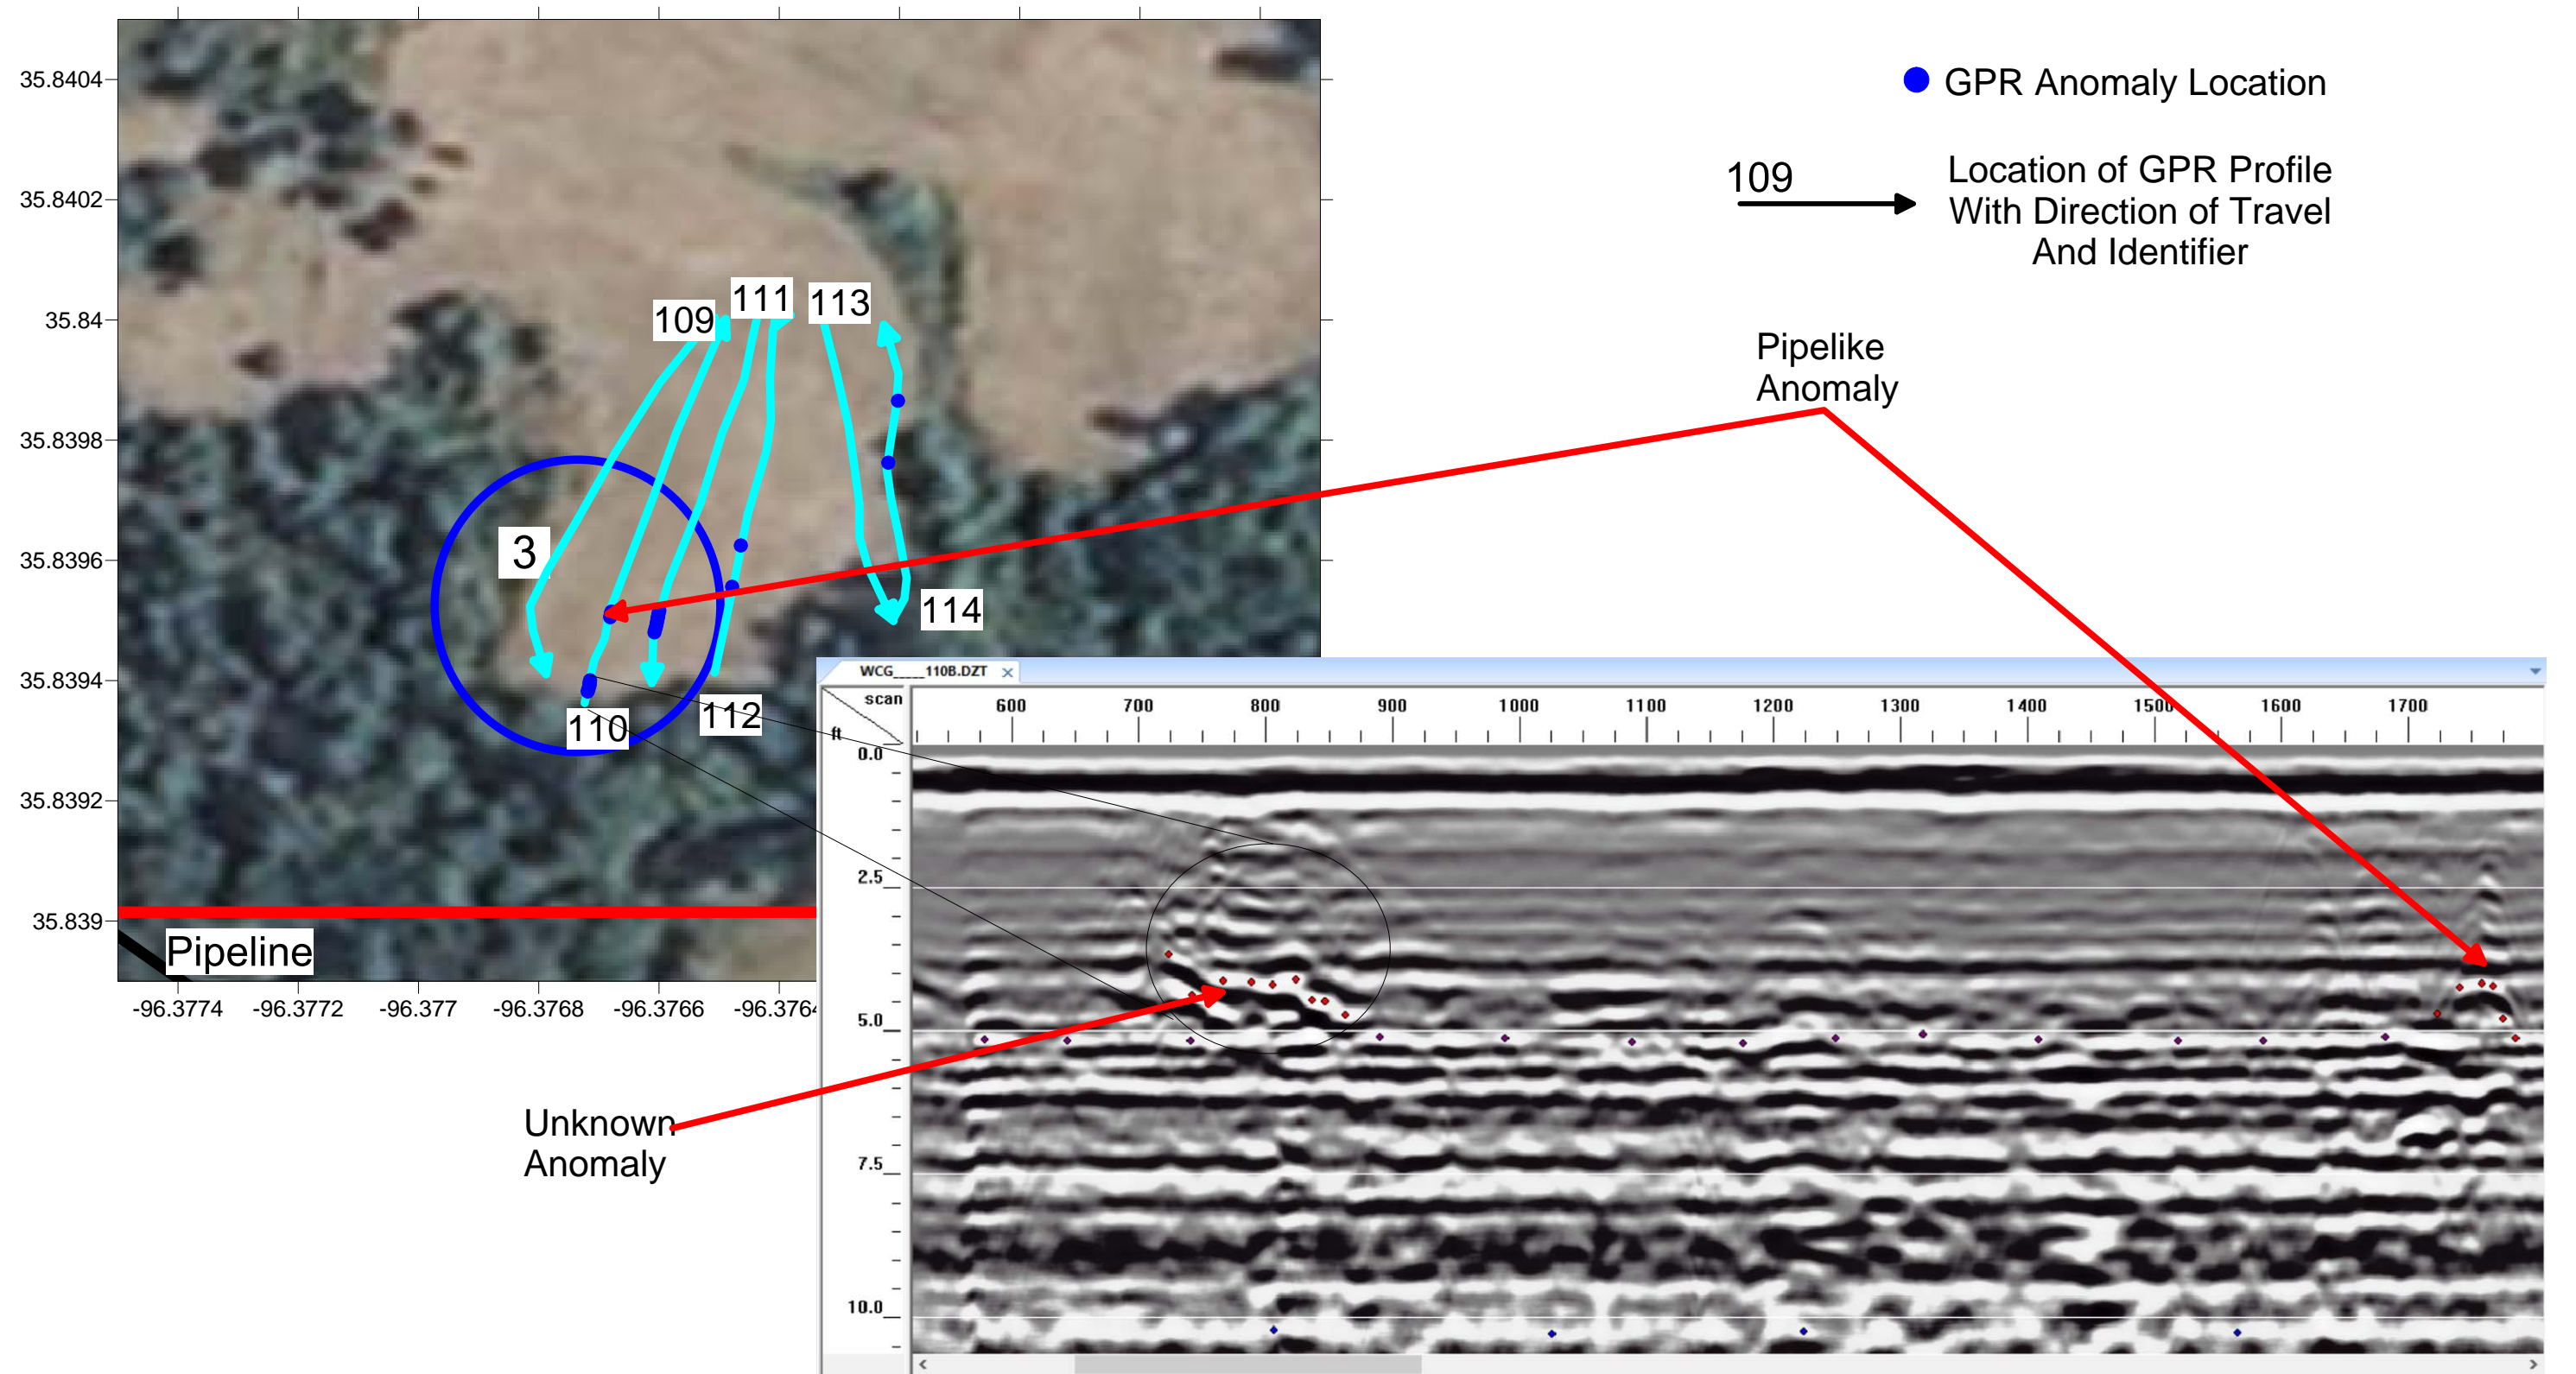 GPR Anomaly Location
109
Location of GPR Profile
With Direction of Travel
And Identifier
Pipelike
Anomaly
35.8404
35.8402
35.84
35.8398
35.8396
35.8394
35.8392
35.839
109
111
113
3
114
110
112
Pipeline
-96.3774
-96.3772
-96.377
-96.3768
-96.3766
-96.3764
Unknown
Anomaly
WCG____110B.DZT
scan
ft
600 700 800 900 1000 1100 1200 1300 1400 1500 1600 1700
0.0
2.5
5.0
7.5
10.0